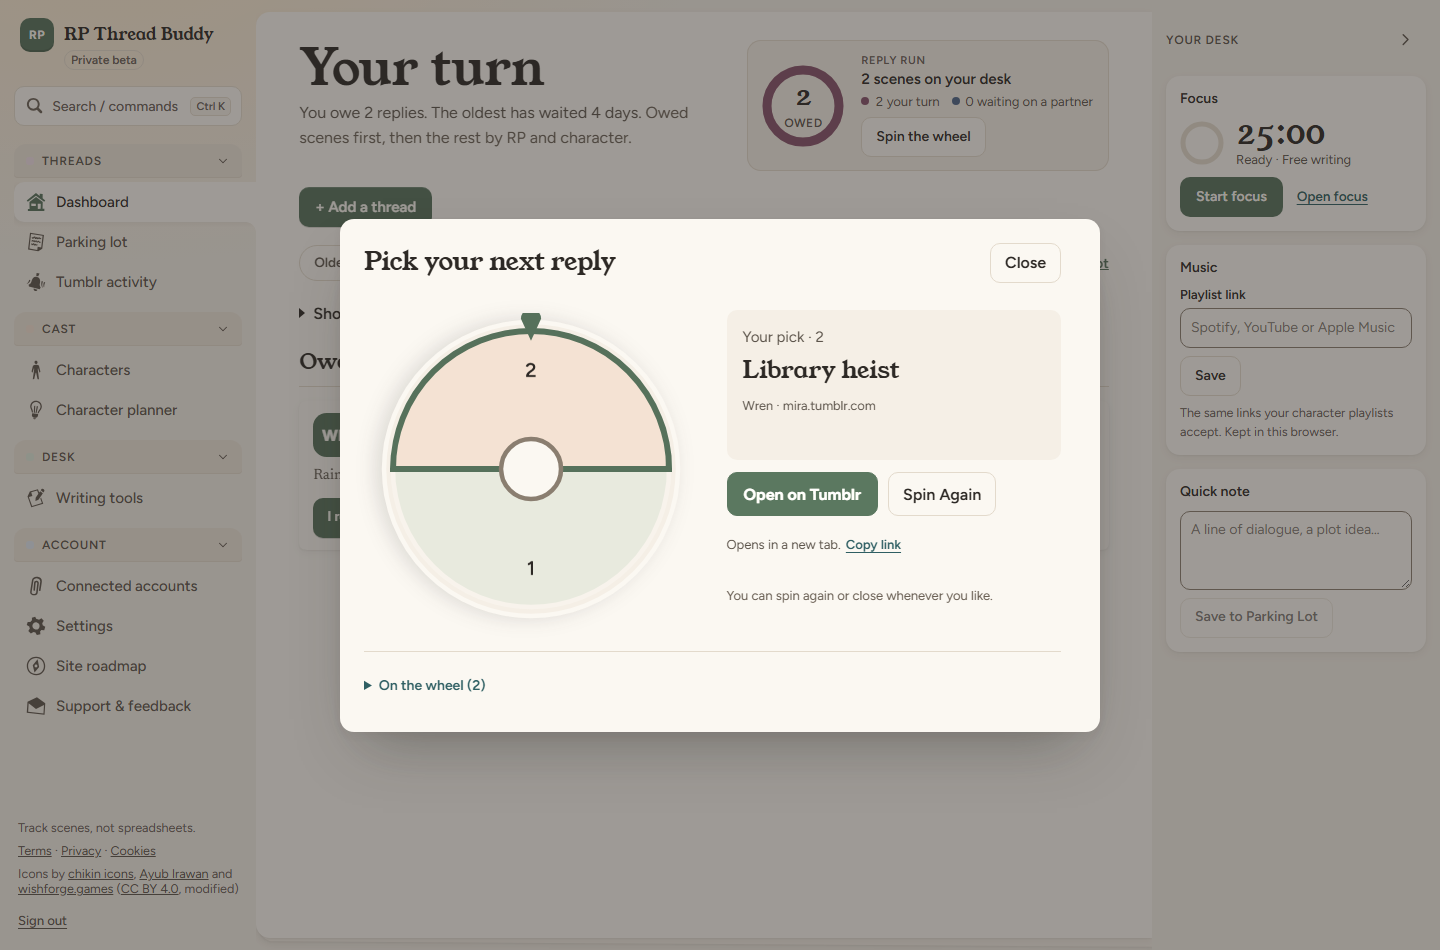 RP
RP Thread Buddy
Private beta
Search / commands
Ctrl K
THREADS
Dashboard
Parking lot
Tumblr activity
CAST
Characters
Character planner
DESK
Writing tools
ACCOUNT
Connected accounts
Settings
Site roadmap
Support & feedback
Track scenes, not spreadsheets.
Terms · Privacy · Cookies
Icons by chikin icons, Ayub Irawan and
wishforge.games (CC BY 4.0, modified)
Sign out
Your turn
You owe 2 replies. The oldest has waited 4 days. Owed
scenes first, then the rest by RP and character.
2
OWED
REPLY RUN
2 scenes on your desk
2 your turn
0 waiting on a partner
Spin the wheel
+ Add a thread
Pick your next reply
Close
2
1
Your pick · 2
Library heist
Wren · mira.tumblr.com
Open on Tumblr
Spin Again
Opens in a new tab. Copy link
You can spin again or close whenever you like.
On the wheel (2)
YOUR DESK
Focus
25:00
Ready · Free writing
Start focus
Open focus
Music
Playlist link
Spotify, YouTube or Apple Music
Save
The same links your character playlists
accept. Kept in this browser.
Quick note
A line of dialogue, a plot idea...
Save to Parking Lot